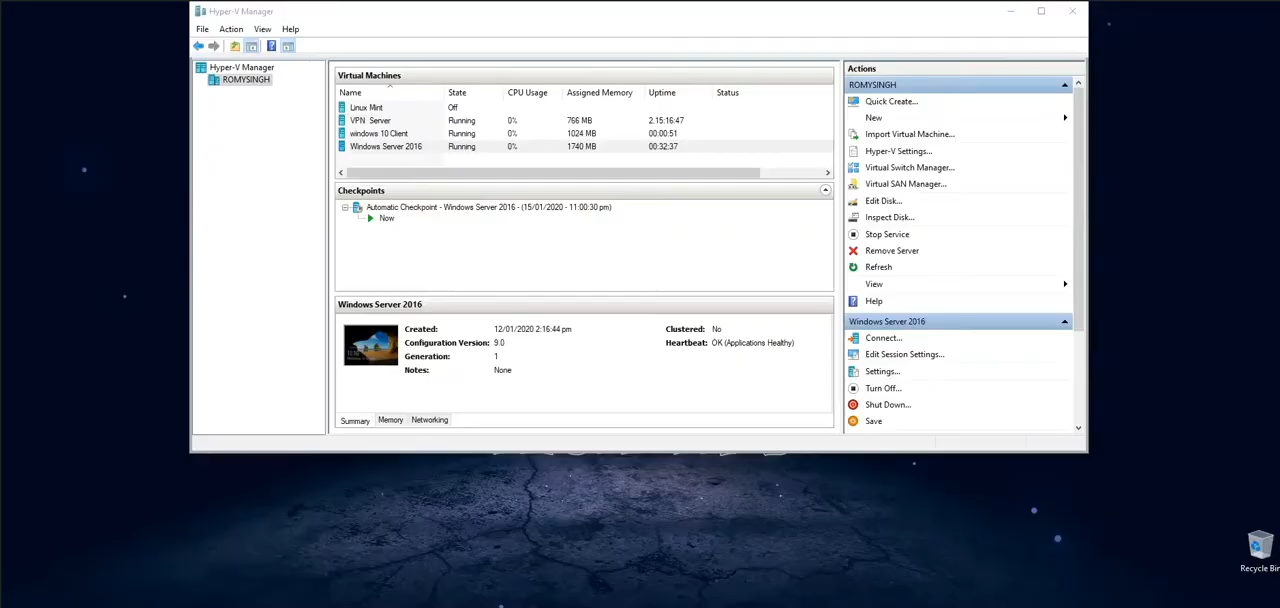 Hyper-V Manager
File Action View Help
Hyper-V Manager
ROMYSINGH
Virtual Machines
Name State CPU Usage Assigned Memory Uptime Status
Linux Mint Off
VPN Server Running 0% 766 MB 2.15:16:47
windows 10 Client Running 0% 1024 MB 00:00:51
Windows Server 2016 Running 0% 1740 MB 00:32:37
Checkpoints
Automatic Checkpoint - Windows Server 2016 - (15/01/2020 - 11:00:30 pm)
Now
Windows Server 2016
Created: 12/01/2020 2:16:44 pm Clustered: No
Configuration Version: 9.0 Heartbeat: OK (Applications Healthy)
Generation: 1
Notes: None
Summary Memory Networking
Actions
ROMYSINGH
Quick Create...
New
Import Virtual Machine...
Hyper-V Settings...
Virtual Switch Manager...
Virtual SAN Manager...
Edit Disk...
Inspect Disk...
Stop Service
Remove Server
Refresh
View
Help
Windows Server 2016
Connect...
Edit Session Settings...
Settings...
Turn Off...
Shut Down...
Save
Recycle Bin